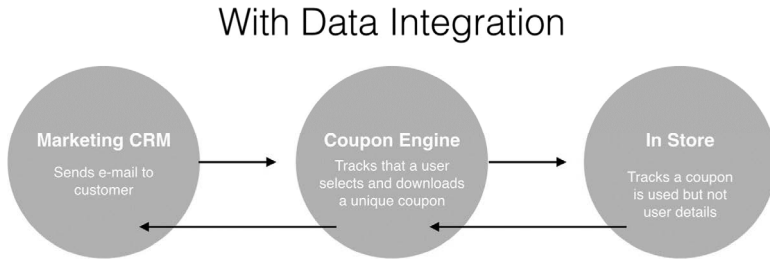 With Data Integration
Marketing CRM
Sends e-mail to
customer
Coupon Engine
Tracks that a user
selects and downloads
a unique coupon
In Store
Tracks a coupon
is used but not
user details